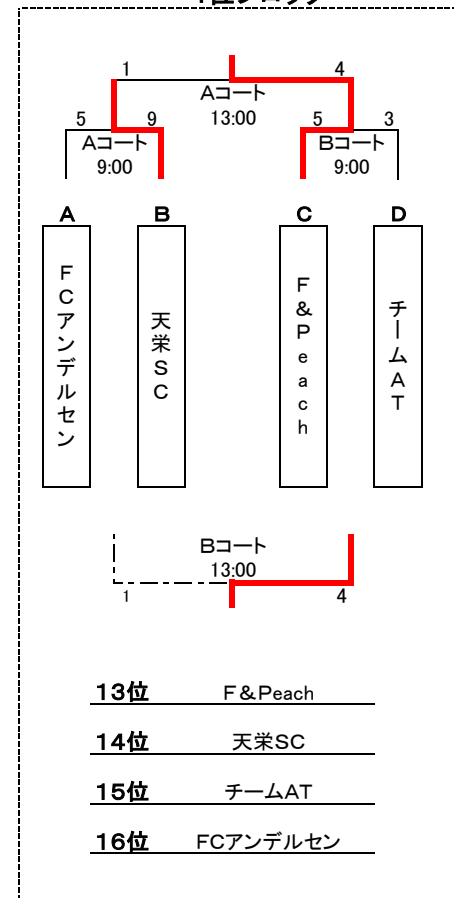 1 4
Aコート
13:00
5 9 5 3
Aコート Bコート
9:00 9:00
A B C D
FCアンデルセン
天栄SC
F&Peach
チームAT
Bコート
13:00
1 4
13位 F&Peach
14位 天栄SC
15位 チームAT
16位 FCアンデルセン